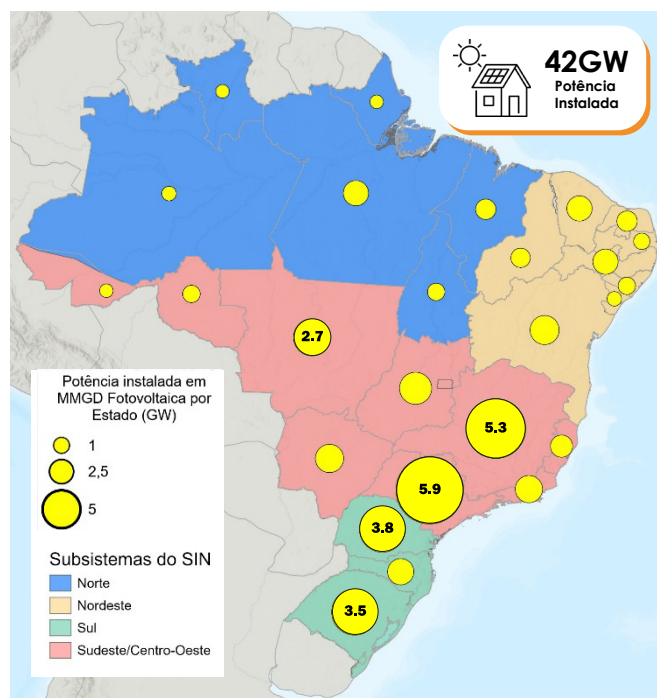 42GW
Potência
Instalada
2.7
5.3
5.9
3.8
3.5
Potência instalada em
MMGD Fotovoltaica por
Estado (GW)
1
2,5
5
Subsistemas do SIN
Norte
Nordeste
Sul
Sudeste/Centro-Oeste